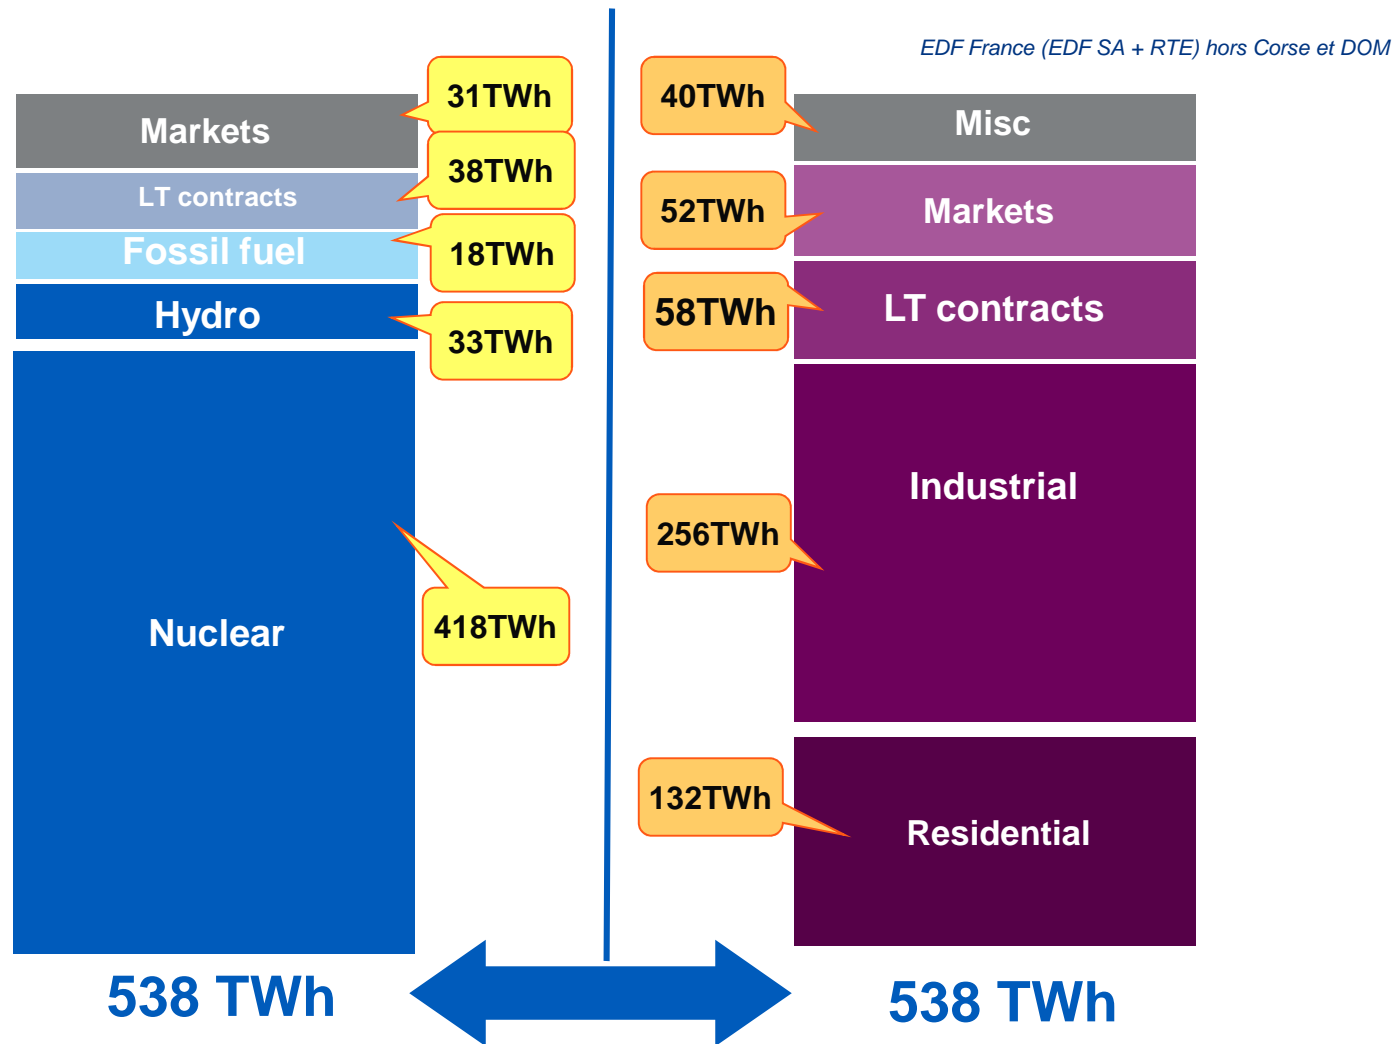 EDF France (EDF SA + RTE) hors Corse et DOM
Markets
31TWh
LT contracts
38TWh
Fossil fuel
18TWh
Hydro
33TWh
Nuclear
418TWh
538 TWh
40TWh
Misc
52TWh
Markets
58TWh
LT contracts
256TWh
Industrial
132TWh
Residential
538 TWh